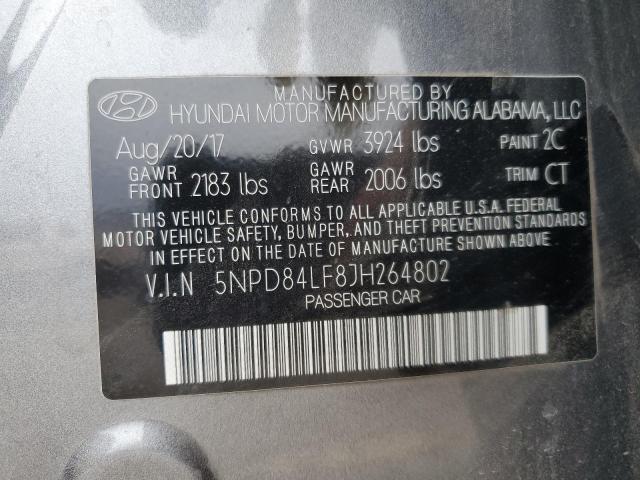 MANUFACTURED BY
HYUNDAI MOTOR MANUFACTURING ALABAMA, LLC
Aug/20/17 GVWR 3924 lbs PAINT 2C
GAWR FRONT 2183 lbs GAWR REAR 2006 lbs TRIM CT
THIS VEHICLE CONFORMS TO ALL APPLICABLE U.S.A. FEDERAL
MOTOR VEHICLE SAFETY, BUMPER, AND THEFT PREVENTION STANDARDS
IN EFFECT ON THE DATE OF MANUFACTURE SHOWN ABOVE.
V.I.N 5NPD84LF8JH264802
PASSENGER CAR